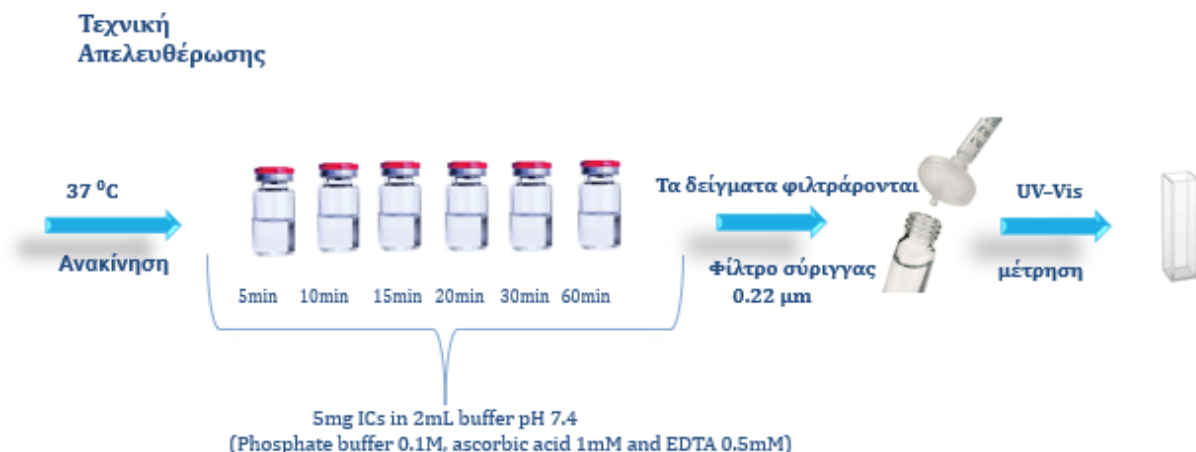 Τεχνική
Απελευθέρωσης
37 ⁰C
Ανακίνηση
5min 10min 15min 20min 30min 60min
5mg ICs in 2mL buffer pH 7.4
(Phosphate buffer 0.1M, ascorbic acid 1mM and EDTA 0.5mM)
Τα δείγματα φιλτράρονται
Φίλτρο σύριγγας
0.22 μm
UV–Vis
μέτρηση